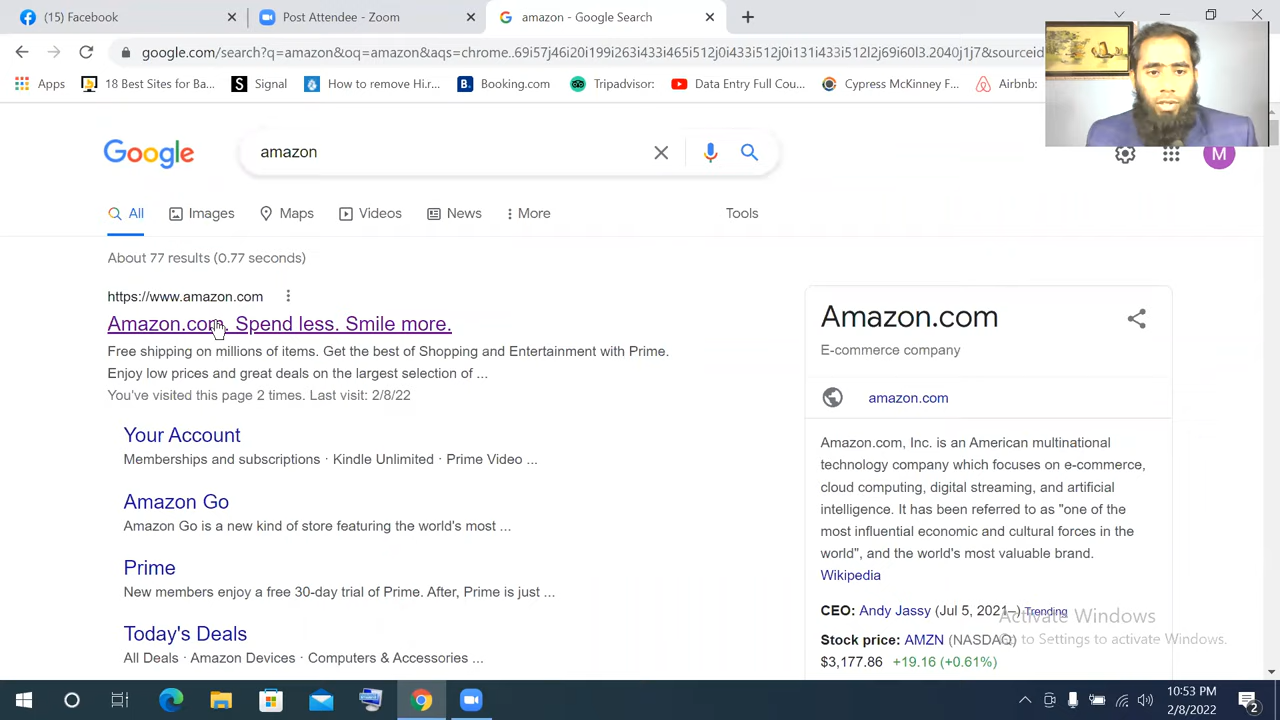 (15) Facebook
Post Attendee - Zoom
amazon - Google Search
google.com/search?q=amazon&oq=amazon&aqs=chrome..69i57j46i20i199i263i433i465i512j0i433i512j0i131i433i512l2j69i60l3.2040j1j7&sourceid
Apps
18 Best Sites for Ba...
Signal
Booking.com
Tripadvisor:
Data Entry Full Cou...
Cypress McKinney F...
Airbnb:
Google
amazon
M
All
Images
Maps
Videos
News
More
Tools
About 77 results (0.77 seconds)
https://www.amazon.com
Amazon.com. Spend less. Smile more.
Free shipping on millions of items. Get the best of Shopping and Entertainment with Prime.
Enjoy low prices and great deals on the largest selection of ...
You've visited this page 2 times. Last visit: 2/8/22
Your Account
Memberships and subscriptions · Kindle Unlimited · Prime Video ...
Amazon Go
Amazon Go is a new kind of store featuring the world's most ...
Prime
New members enjoy a free 30-day trial of Prime. After, Prime is just ...
Today's Deals
All Deals · Amazon Devices · Computers & Accessories ...
Amazon.com
E-commerce company
amazon.com
Amazon.com, Inc. is an American multinational
technology company which focuses on e-commerce,
cloud computing, digital streaming, and artificial
intelligence. It has been referred to as "one of the
most influential economic and cultural forces in the
world", and the world's most valuable brand.
Wikipedia
CEO: Andy Jassy (Jul 5, 2021–) Trending
Stock price: AMZN (NASDAQ)
$3,177.86 +19.16 (+0.61%)
Activate Windows
Go to Settings to activate Windows.
10:53 PM
2/8/2022
2